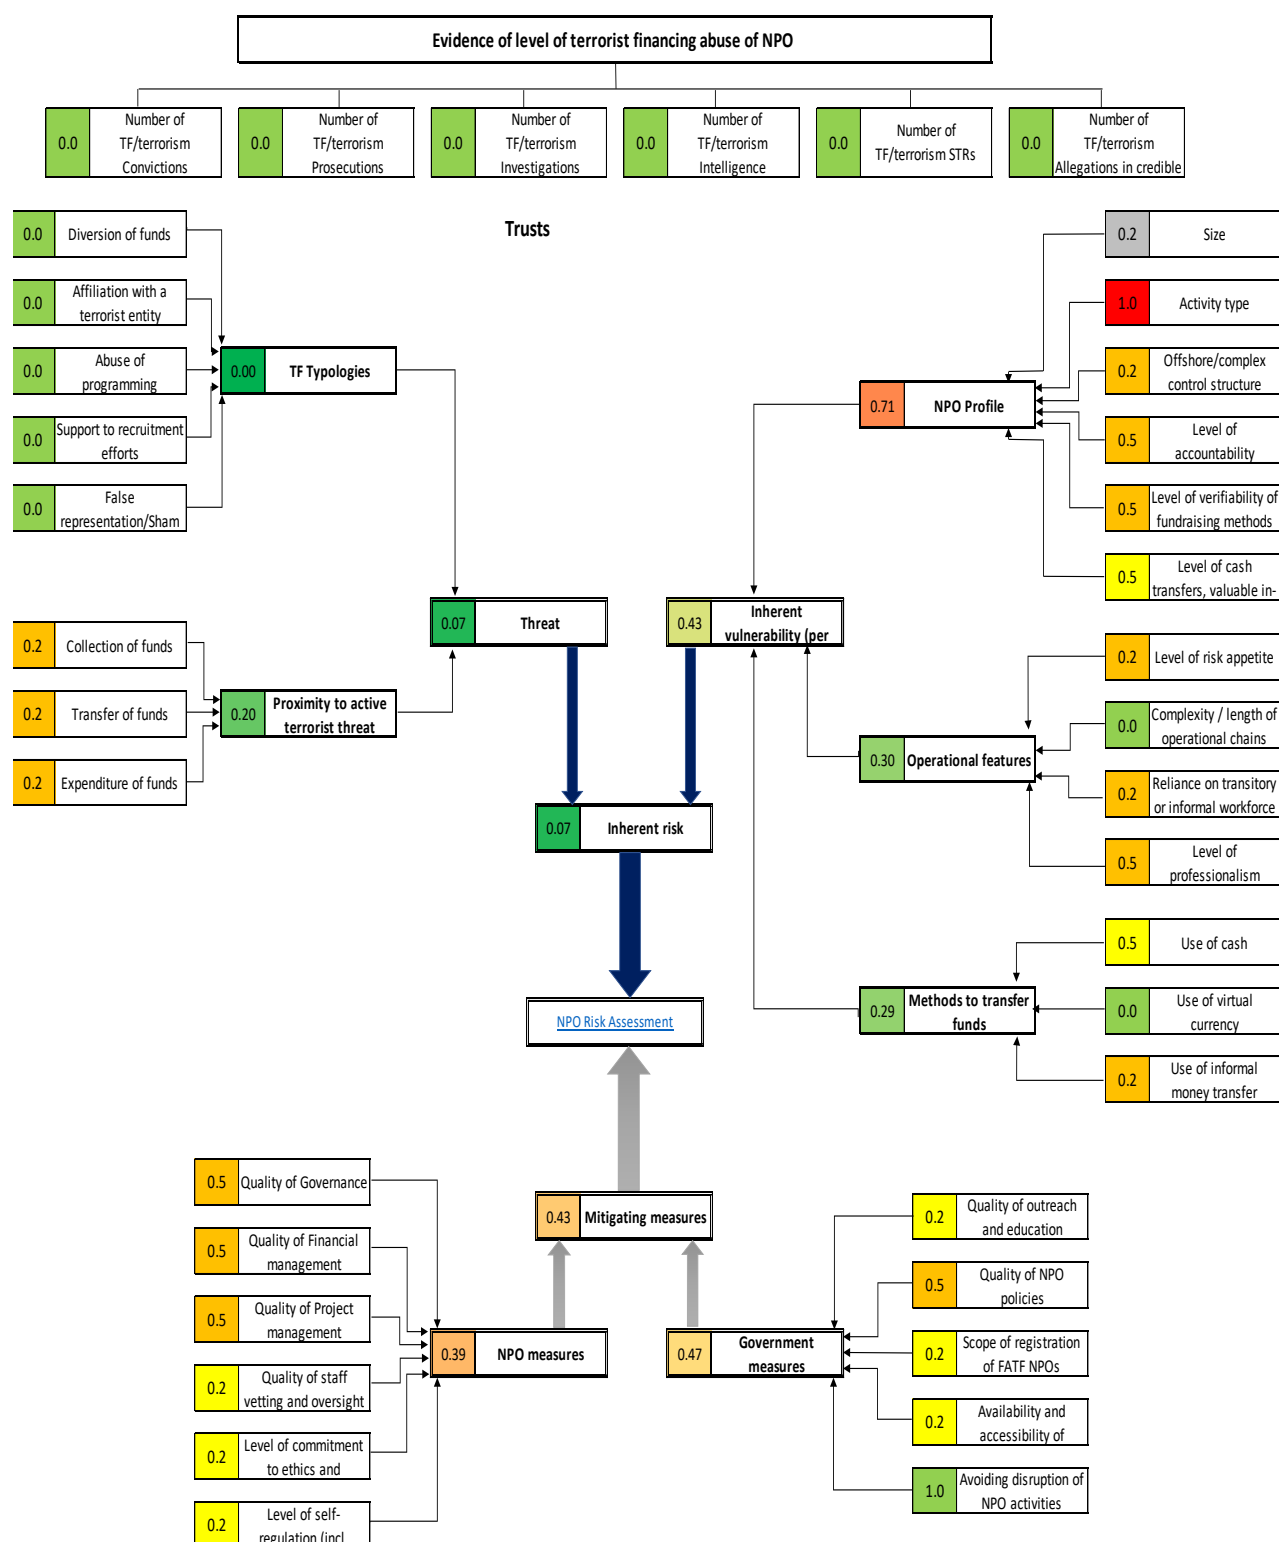 Evidence of level of terrorist financing abuse of NPO
0.0
Number of
TF/terrorism
Convictions
0.0
Number of
TF/terrorism
Prosecutions
0.0
Number of
TF/terrorism
Investigations
0.0
Number of
TF/terrorism
Intelligence
0.0
Number of
TF/terrorism STRs
0.0
Number of
TF/terrorism
Allegations in credible
Trusts
0.0
Diversion of funds
0.0
Affiliation with a
terrorist entity
0.0
Abuse of
programming
0.0
Support to recruitment
efforts
0.0
False
representation/Sham
0.00
TF Typologies
0.2
Size
1.0
Activity type
0.2
Offshore/complex
control structure
0.5
Level of
accountability
0.5
Level of verifiability of
fundraising methods
0.5
Level of cash
transfers, valuable in-
0.71
NPO Profile
0.07
Threat
0.43
Inherent
vulnerability (per
0.2
Collection of funds
0.2
Transfer of funds
0.2
Expenditure of funds
0.20
Proximity to active
terrorist threat
0.2
Level of risk appetite
0.0
Complexity / length of
operational chains
0.2
Reliance on transitory
or informal workforce
0.5
Level of
professionalism
0.30
Operational features
0.07
Inherent risk
0.5
Use of cash
0.0
Use of virtual
currency
0.2
Use of informal
money transfer
0.29
Methods to transfer
funds
NPO Risk Assessment
0.43
Mitigating measures
0.5
Quality of Governance
0.5
Quality of Financial
management
0.5
Quality of Project
management
0.2
Quality of staff
vetting and oversight
0.2
Level of commitment
to ethics and
0.2
Level of self-
regulation (incl
0.39
NPO measures
0.47
Government
measures
0.2
Quality of outreach
and education
0.5
Quality of NPO
policies
0.2
Scope of registration
of FATF NPOs
0.2
Availability and
accessibility of
1.0
Avoiding disruption of
NPO activities